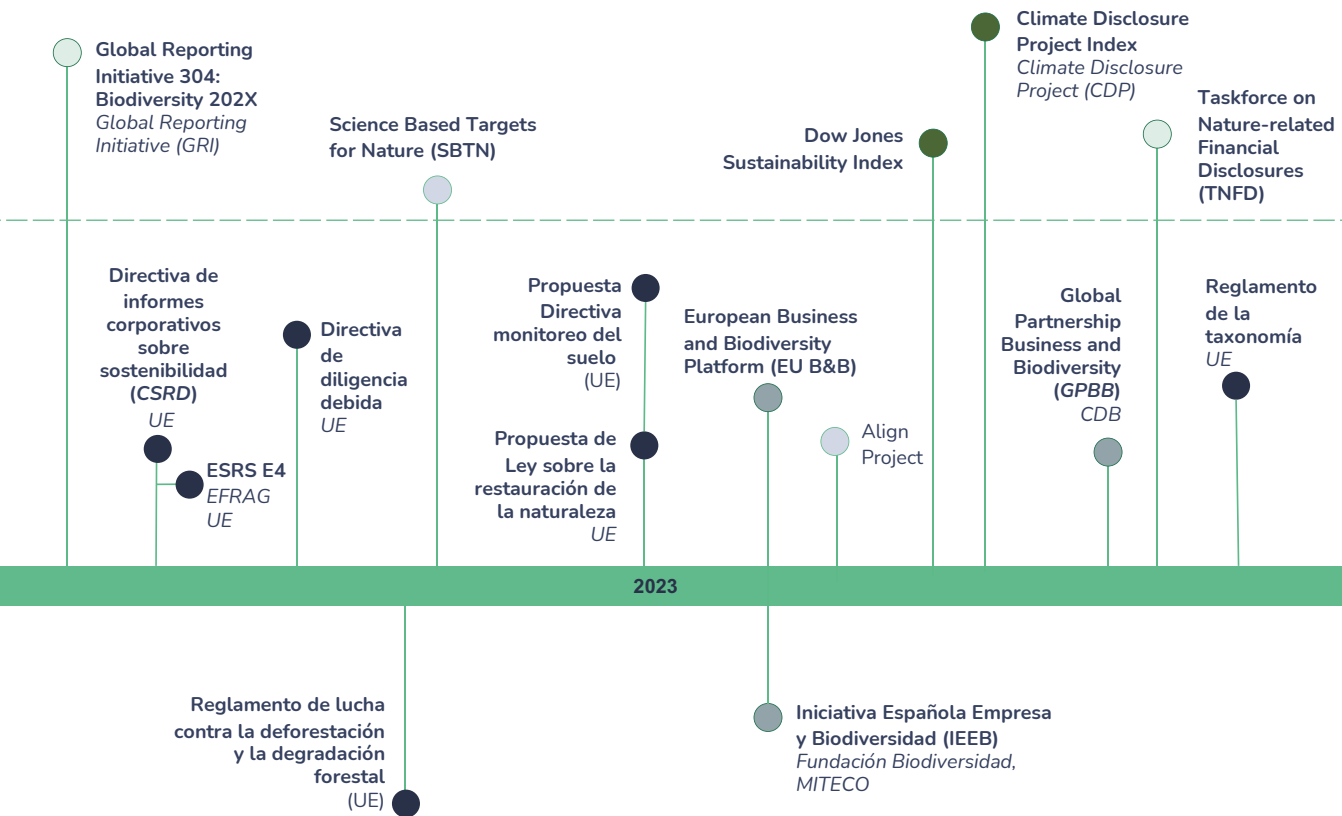 Global Reporting
Initiative 304:
Biodiversity 202X
Global Reporting
Initiative (GRI)
Science Based Targets
for Nature (SBTN)
Dow Jones
Sustainability Index
Climate Disclosure
Project Index
Climate Disclosure
Project (CDP)
Taskforce on
Nature-related
Financial
Disclosures
(TNFD)
Directiva de
informes
corporativos
sobre
sostenibilidad
(CSRD)
UE
ESRS E4
EFRAG
UE
Directiva
de
diligencia
debida
UE
Propuesta
Directiva
monitoreo del
suelo
(UE)
Propuesta de
Ley sobre la
restauración de
la naturaleza
UE
European Business
and Biodiversity
Platform (EU B&B)
Align
Project
Global
Partnership
Business and
Biodiversity
(GPBB)
CDB
Reglamento
de la
taxonomía
UE
2023
Reglamento de lucha
contra la deforestación
y la degradación
forestal
(UE)
Iniciativa Española Empresa
y Biodiversidad (IEEB)
Fundación Biodiversidad,
MITECO